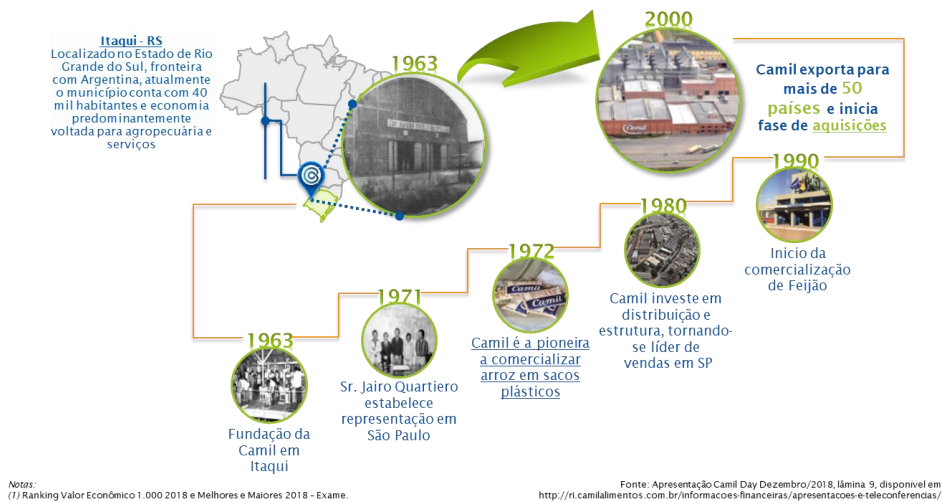 Itaqui - RS
Localizado no Estado de Rio
Grande do Sul, fronteira
com Argentina, atualmente
o município conta com 40
mil habitantes e economia
predominantemente
voltada para agropecuária e
serviços
1963
2000
Camil
Camil exporta para
mais de 50
países e inicia
fase de aquisições
1990
Inicio da
comercialização
de Feijão
1980
Camil investe em
distribuição e
estrutura, tornando-
se líder de
vendas em SP
1972
Camil
Camil
Camil é a pioneira
a comercializar
arroz em sacos
plásticos
1971
Sr. Jairo Quartiero
estabelece
representação em
São Paulo
1963
Fundação da
Camil em
Itaqui
Notas:
(1) Ranking Valor Econômico 1.000 2018 e Melhores e Maiores 2018 – Exame.
Fonte: Apresentação Camil Day Dezembro/2018, lâmina 9, disponivel em
http://ri.camilalimentos.com.br/informacoes-financeiras/apresentacoes-e-teleconferencias/